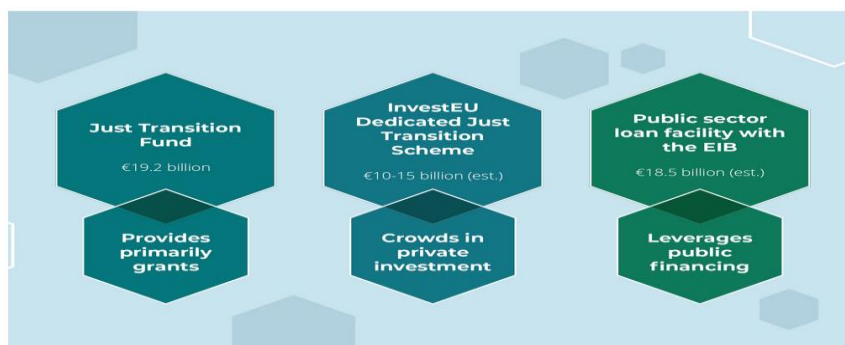 Just Transition
Fund
€19.2 billion
Provides
primarily
grants
InvestEU
Dedicated Just
Transition
Scheme
€10-15 billion (est.)
Crowds in
private
investment
Public sector
loan facility with
the EIB
€18.5 billion (est.)
Leverages
public
financing